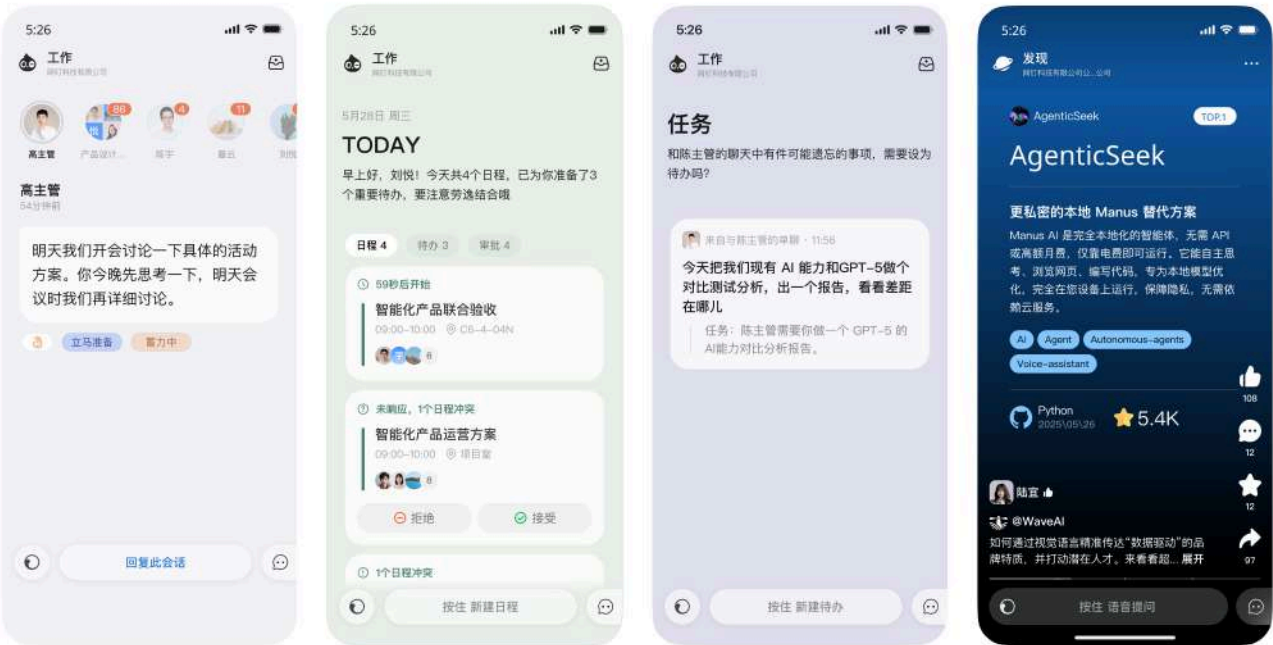 5:26
工作
高主管
产品设计...
陈宇
刘悦
高主管
54分钟前
明天我们开会讨论一下具体的活动
方案。你今晚先思考一下，明天会
议时我们再详细讨论。
立马准备
蓄力中
回复此会话
86
4
11
5:26
工作
5月28日 周三
TODAY
早上好，刘悦！今天共4个日程，已为你准备了3
个重要待办，要注意劳逸结合哦
日程 4
待办 3
审批 4
59秒后开始
智能化产品联合验收
09:00-10:00
C6-4-04N
6
未响应，1个日程冲突
智能化产品运营方案
09:00-10:00
项目室
8
拒绝
接受
1个日程冲突
按住 新建日程
5:26
工作
任务
和陈主管的聊天中有件可能遗忘的事项，需要设为
待办吗？
来自与陈主管的单聊 · 11:56
今天把我们现有 AI 能力和GPT-5做个
对比测试分析，出一个报告，看看差距
在哪儿
任务：陈主管需要你做一个 GPT-5 的
AI能力对比分析报告。
按住 新建待办
5:26
发现
AgenticSeek
TOP.1
AgenticSeek
更私密的本地 Manus 替代方案
Manus AI 是完全本地化的智能体，无需 API
或高额月费，仅靠电费即可运行。它能自主思
考、浏览网页、编写代码，专为本地模型优
化，完全在您设备上运行，保障隐私，无需依
赖云服务。
AI
Agent
Autonomous-agents
Voice-assistant
108
Python
2025\05\26
5.4K
12
陆宜
12
@WaveAI
如何通过视觉语言精准传达“数据驱动”的品
牌特质，并打动潜在人才。来看看超... 展开
97
按住 语音提问